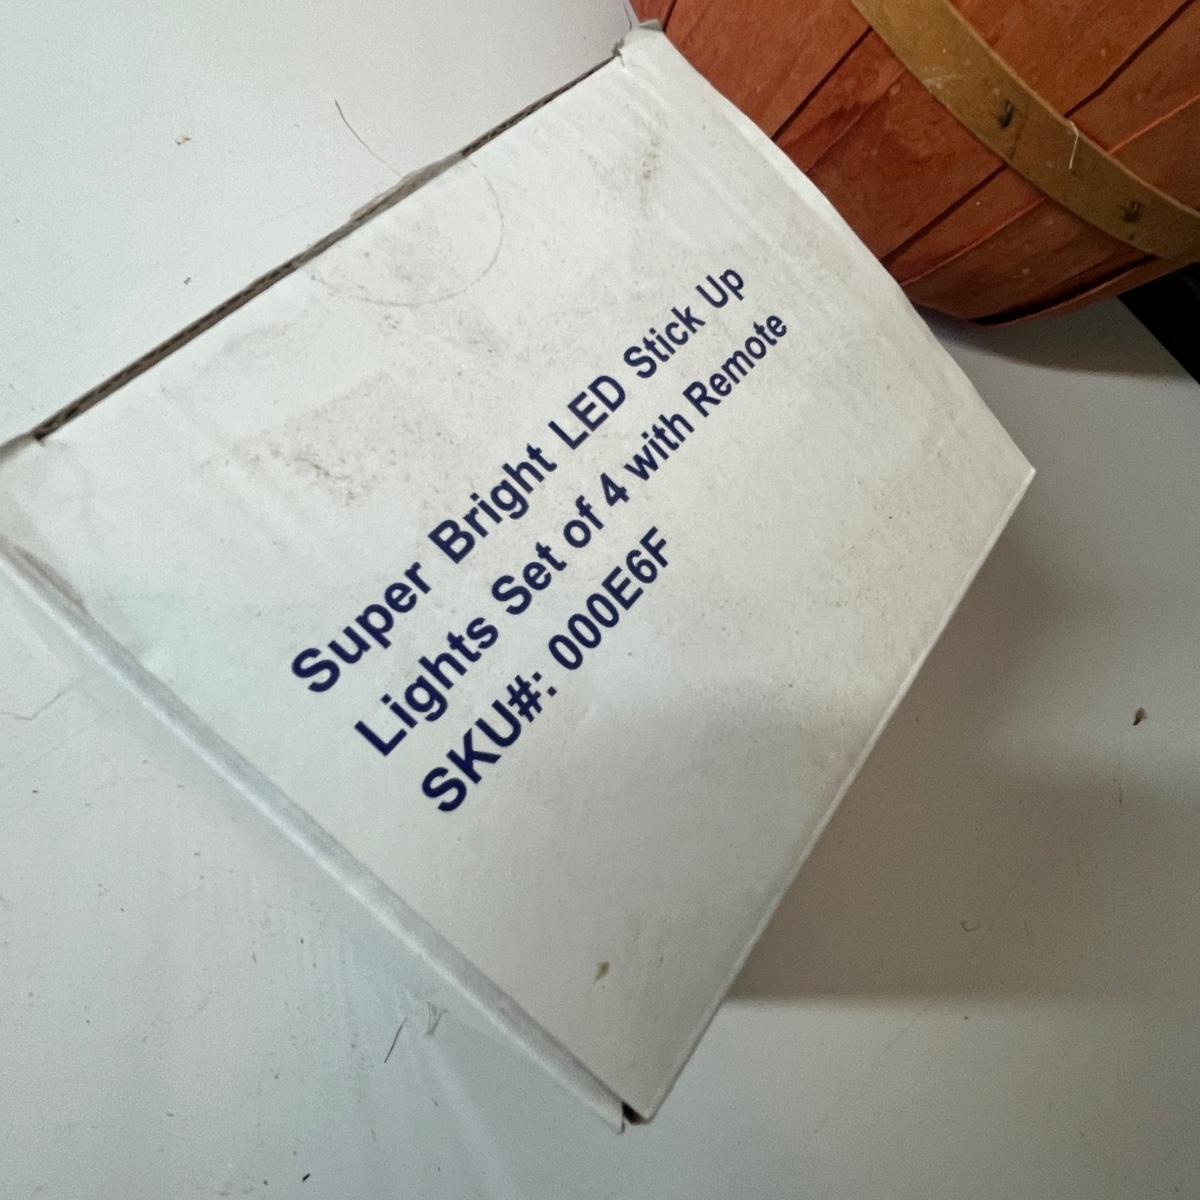 Super Bright LED Stick Up
Lights Set of 4 with Remote
SKU#: 000E6F